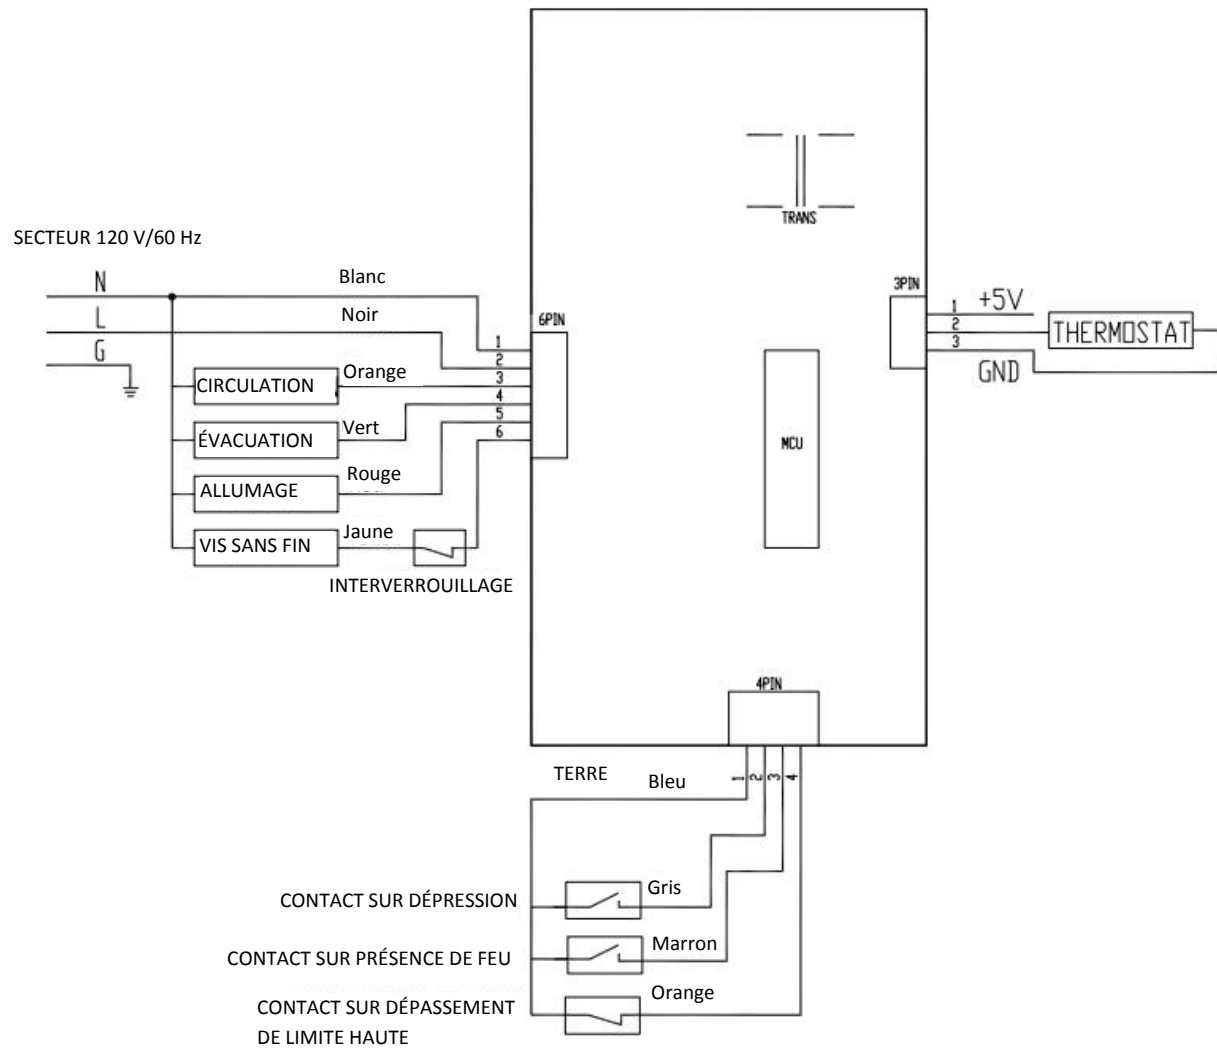 TRANS
SECTEUR 120 V/60 Hz
N
Blanc
L
Noir
G
6PIN
1
2
3
4
5
6
3PIN
1
2
3
+5V
THERMOSTAT
GND
CIRCULATION
Orange
ÉVACUATION
Vert
ALLUMAGE
Rouge
VIS SANS FIN
Jaune
INTERVERROUILLAGE
MCU
4PIN
1
2
3
4
TERRE
Bleu
CONTACT SUR DÉPRESSION
Gris
CONTACT SUR PRÉSENCE DE FEU
Marron
CONTACT SUR DÉPASSEMENT
DE LIMITE HAUTE
Orange